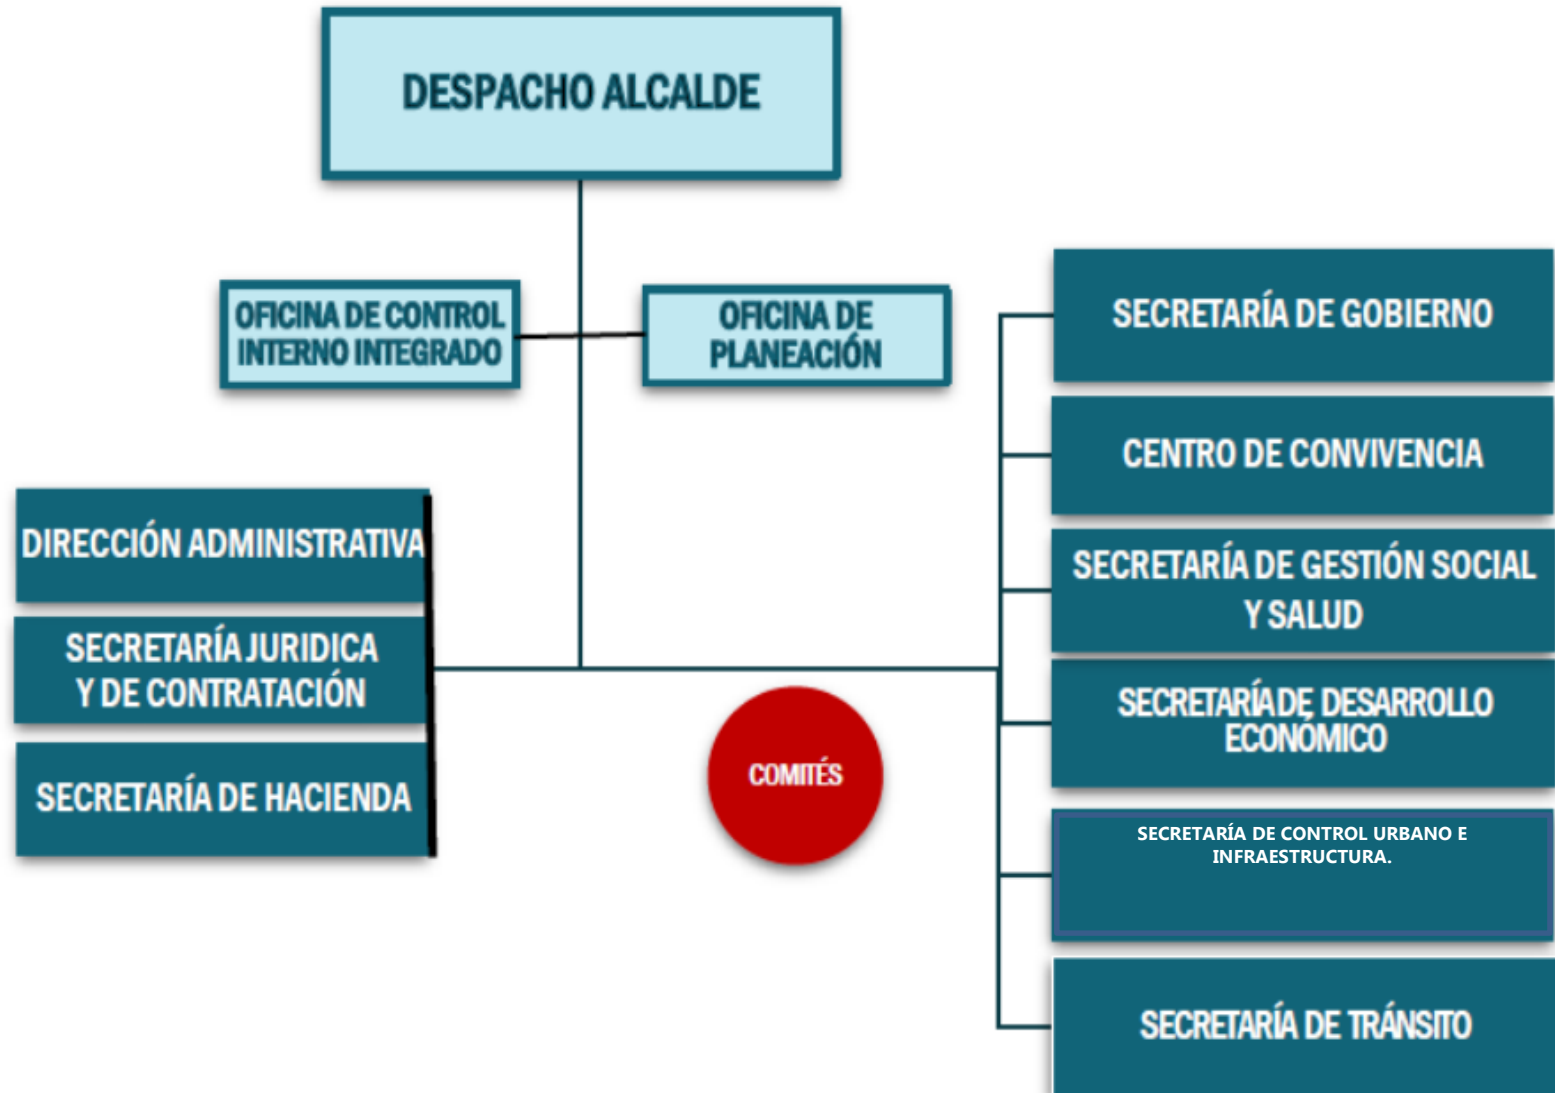 DESPACHO ALCALDE
OFICINA DE CONTROL
INTERNO INTEGRADO
OFICINA DE
PLANEACIÓN
DIRECCIÓN ADMINISTRATIVA
SECRETARÍA JURIDICA
Y DE CONTRATACIÓN
SECRETARÍA DE HACIENDA
COMITÉS
SECRETARÍA DE GOBIERNO
CENTRO DE CONVIVENCIA
SECRETARÍA DE GESTIÓN SOCIAL
Y SALUD
SECRETARÍA DE DESARROLLO
ECONÓMICO
SECRETARÍA DE CONTROL URBANO E
INFRAESTRUCTURA.
SECRETARÍA DE TRÁNSITO